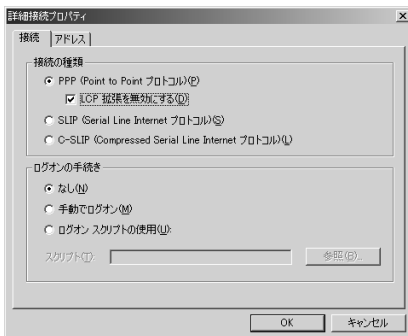 詳細接続プロパティ
接続 アドレス
接続の種類
PPP (Point to Point プロトコル)(P)
LCP 拡張を無効にする(D)
SLIP (Serial Line Internet プロトコル)(S)
C-SLIP (Compressed Serial Line Internet プロトコル)(L)
ログオンの手続き
なし(N)
手動でログオン(M)
ログオン スクリプトの使用(U):
スクリプト(T):
参照(B)...
OK キャンセル